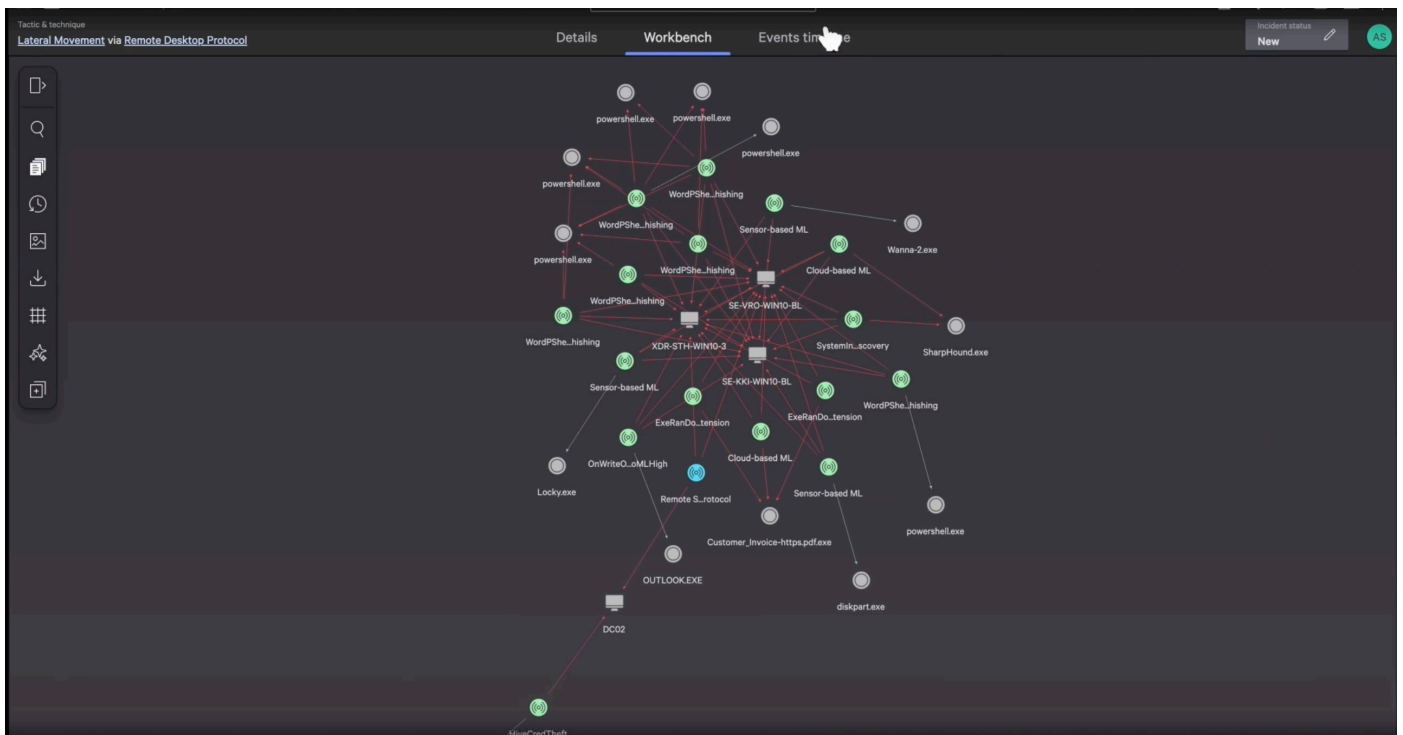 Tactic & technique
Lateral Movement via Remote Desktop Protocol
Details
Workbench
Events tim
Incident status
New
AS
powershell.exe
powershell.exe
powershell.exe
powershell.exe
WordPShe...hishing
WordPShe...hishing
Sensor-based ML
Wanna-2.exe
powershell.exe
WordPShe...hishing
Cloud-based ML
WordPShe...hishing
SE-VRO-WIN10-BL
WordPShe...hishing
XDR-STH-WIN10-3
SystemIn...scovery
SharpHound.exe
Sensor-based ML
SE-KKI-WIN10-BL
WordPShe...hishing
ExeRanDo...tension
ExeRanDo...tension
OnWriteO...oMLHigh
Cloud-based ML
Locky.exe
Remote S...rotocol
Sensor-based ML
powershell.exe
Customer_Invoice-https.pdf.exe
OUTLOOK.EXE
diskpart.exe
DC02
HiveCredTheft